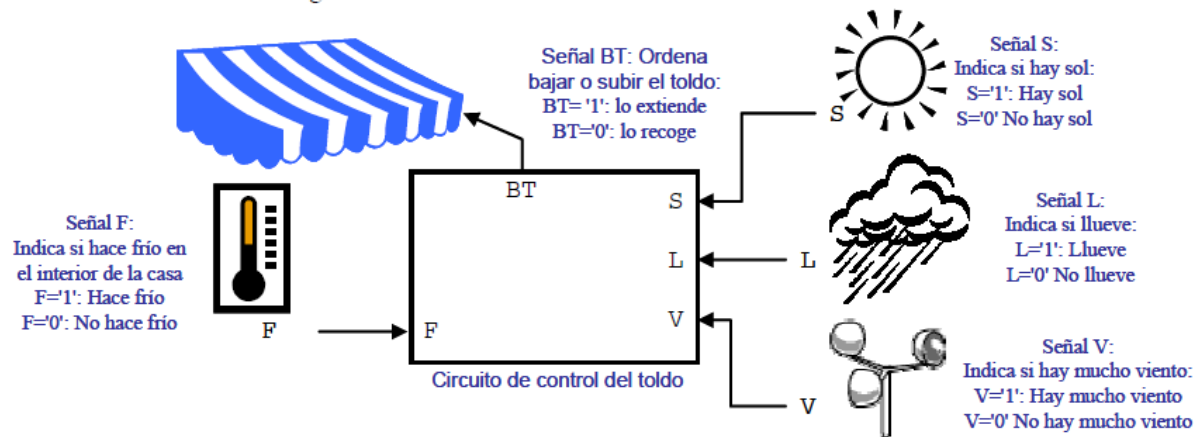 Señal BT: Ordena
bajar o subir el toldo:
BT= '1': lo extiende
BT='0': lo recoge
S
Señal S:
Indica si hay sol:
S='1': Hay sol
S='0' No hay sol
BT
S
L
V
F
Circuito de control del toldo
Señal F:
Indica si hace frío en
el interior de la casa
F='1': Hace frío
F='0': No hace frío
F
L
Señal L:
Indica si llueve:
L='1': Llueve
L='0' No llueve
V
Señal V:
Indica si hay mucho viento:
V='1': Hay mucho viento
V='0' No hay mucho viento